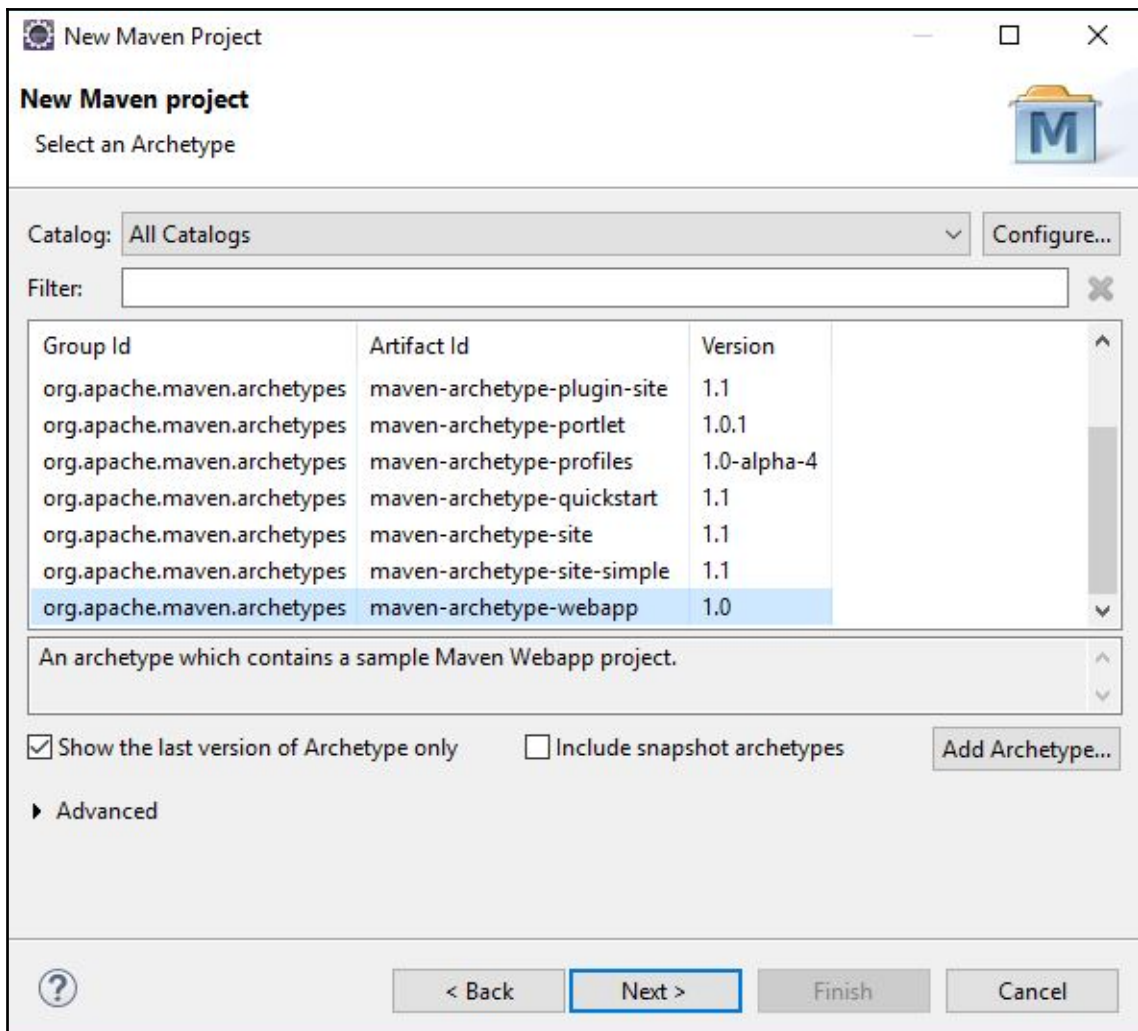 New Maven Project
New Maven project
Select an Archetype
M
Catalog: All Catalogs Configure...
Filter:
Group Id Artifact Id Version
org.apache.maven.archetypes maven-archetype-plugin-site 1.1
org.apache.maven.archetypes maven-archetype-portlet 1.0.1
org.apache.maven.archetypes maven-archetype-profiles 1.0-alpha-4
org.apache.maven.archetypes maven-archetype-quickstart 1.1
org.apache.maven.archetypes maven-archetype-site 1.1
org.apache.maven.archetypes maven-archetype-site-simple 1.1
org.apache.maven.archetypes maven-archetype-webapp 1.0
An archetype which contains a sample Maven Webapp project.
Show the last version of Archetype only Include snapshot archetypes Add Archetype...
Advanced
? < Back Next > Finish Cancel